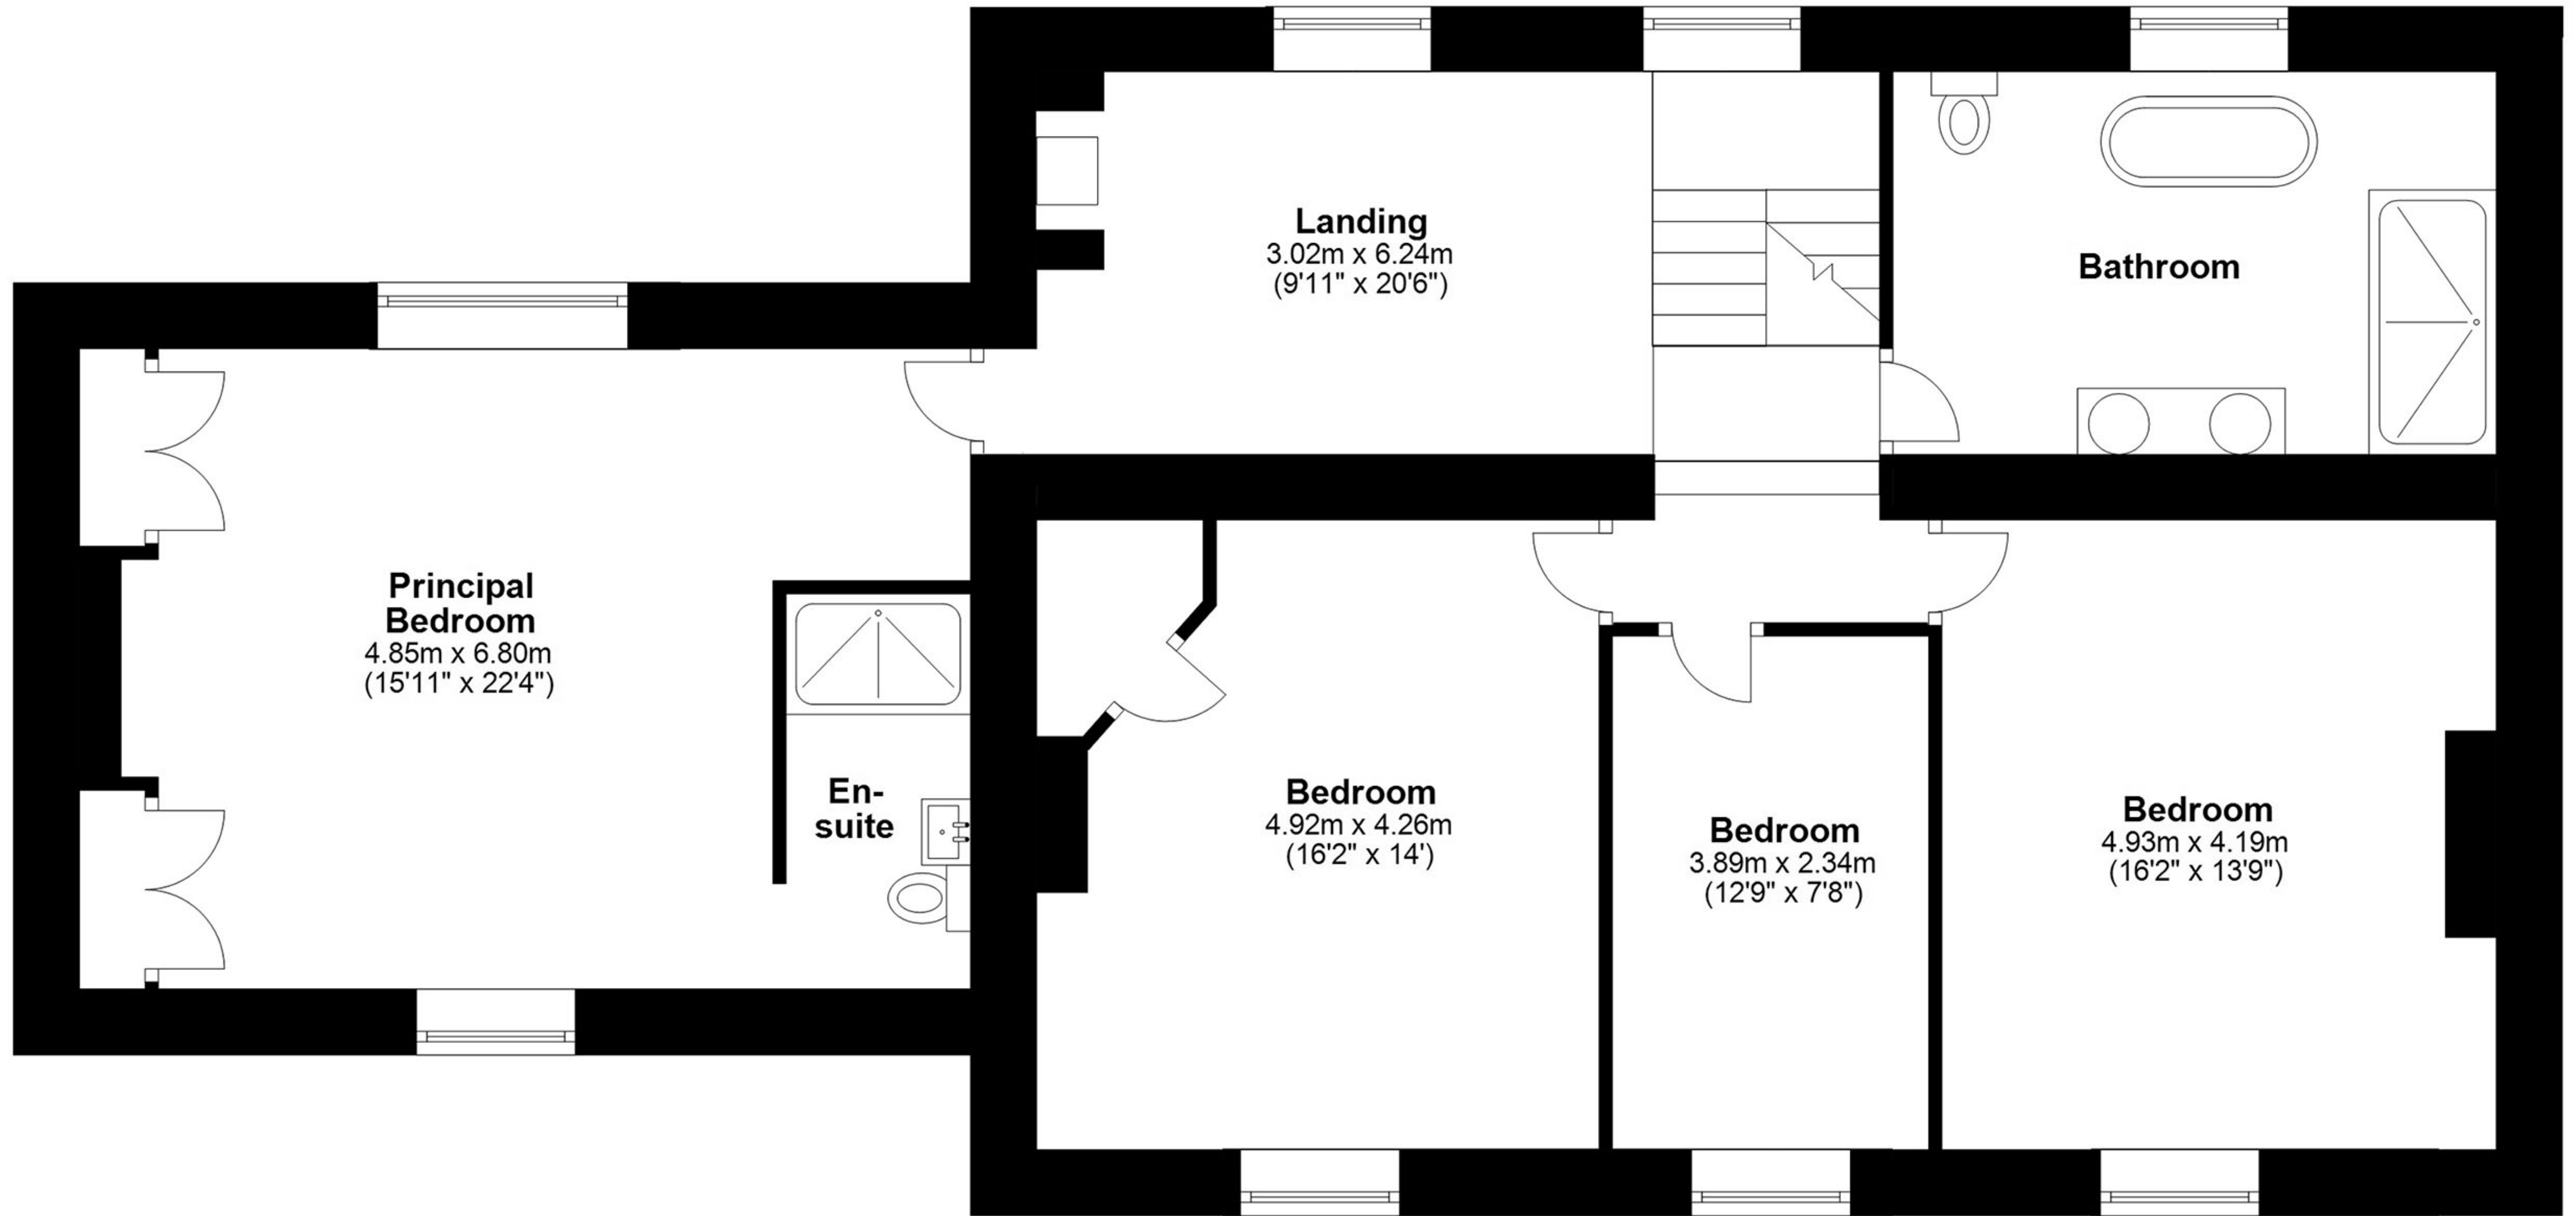 Landing
3.02m x 6.24m
(9'11" x 20'6")
Bathroom
Principal
Bedroom
4.85m x 6.80m
(15'11" x 22'4")
En-
suite
Bedroom
4.92m x 4.26m
(16'2" x 14')
Bedroom
3.89m x 2.34m
(12'9" x 7'8")
Bedroom
4.93m x 4.19m
(16'2" x 13'9")